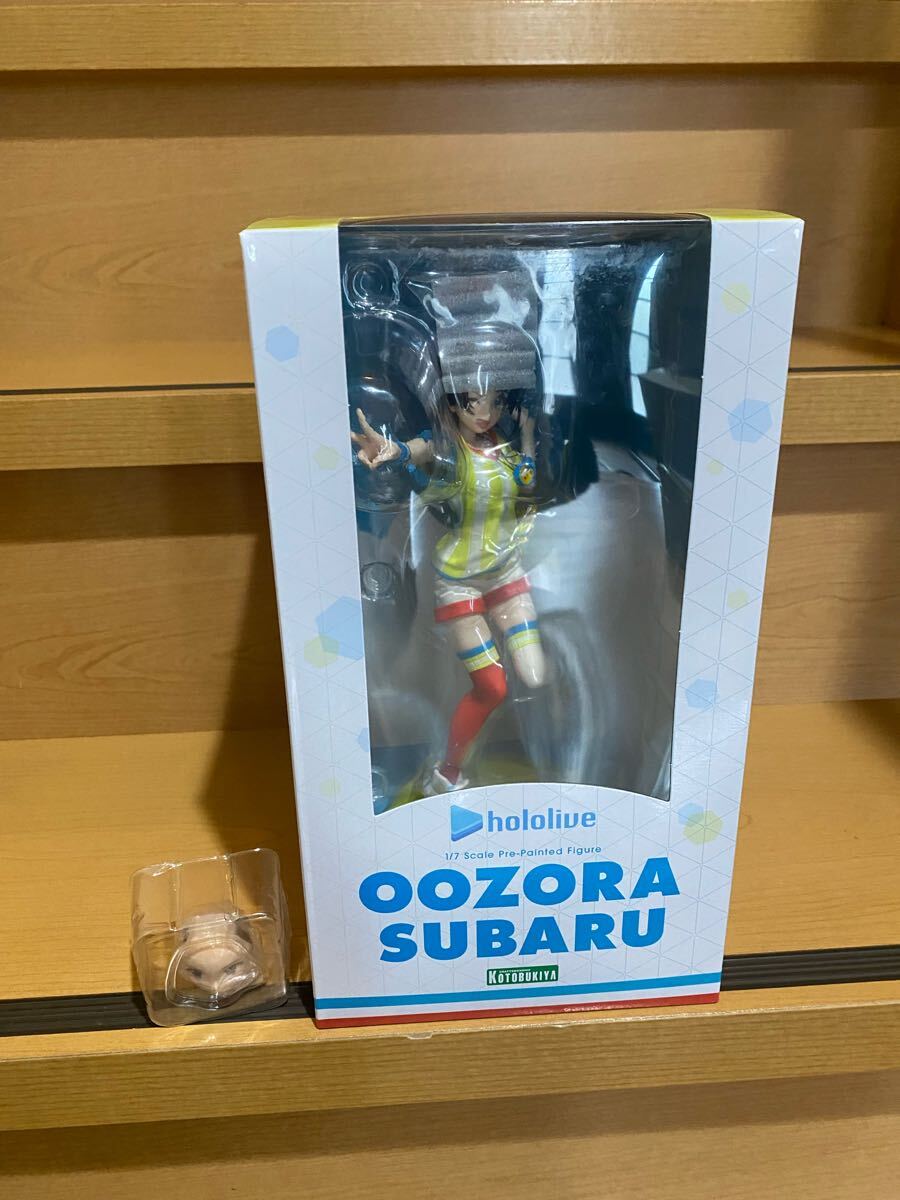 hololive
1/7 Scale Pre-Painted Figure
OOZORA
SUBARU
KOTOBUKIYA